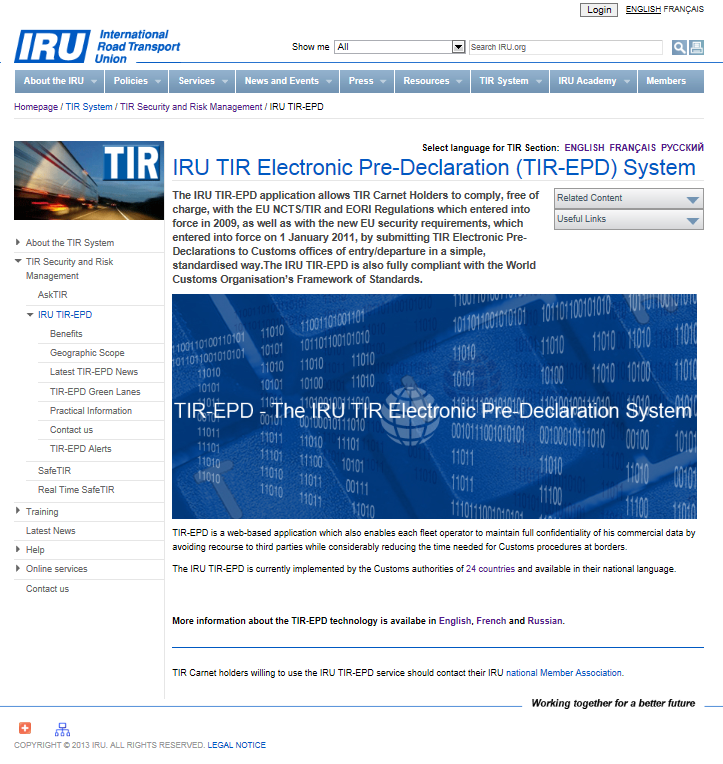 Login ENGLISH FRANÇAIS
IRU International
Road Transport
Union
Show me All Search IRU.org
About the IRU Policies Services News and Events Press Resources TIR System IRU Academy Members
Homepage / TIR System / TIR Security and Risk Management / IRU TIR-EPD
Select language for TIR Section: ENGLISH FRANÇAIS РУССКИЙ
TIR
IRU TIR Electronic Pre-Declaration (TIR-EPD) System
The IRU TIR-EPD application allows TIR Carnet Holders to comply, free of
charge, with the EU NCTS/TIR and EORI Regulations which entered into
force in 2009, as well as with the new EU security requirements, which
entered into force on 1 January 2011, by submitting TIR Electronic Pre-
Declarations to Customs offices of entry/departure in a simple,
standardised way.The IRU TIR-EPD is also fully compliant with the World
Customs Organisation's Framework of Standards.
Related Content
Useful Links
About the TIR System
TIR Security and Risk
Management
AskTIR
IRU TIR-EPD
Benefits
Geographic Scope
Latest TIR-EPD News
TIR-EPD Green Lanes
Practical Information
Contact us
TIR-EPD Alerts
SafeTIR
Real Time SafeTIR
Training
Latest News
Help
Online services
Contact us
TIR-EPD - The IRU TIR Electronic Pre-Declaration System
TIR-EPD is a web-based application which also enables each fleet operator to maintain full confidentiality of his commercial data by
avoiding recourse to third parties while considerably reducing the time needed for Customs procedures at borders.
The IRU TIR-EPD is currently implemented by the Customs authorities of 24 countries and available in their national language.
More information about the TIR-EPD technology is availabe in English, French and Russian.
TIR Carnet holders willing to use the IRU TIR-EPD service should contact their IRU national Member Association.
Working together for a better future
COPYRIGHT © 2013 IRU. ALL RIGHTS RESERVED. LEGAL NOTICE